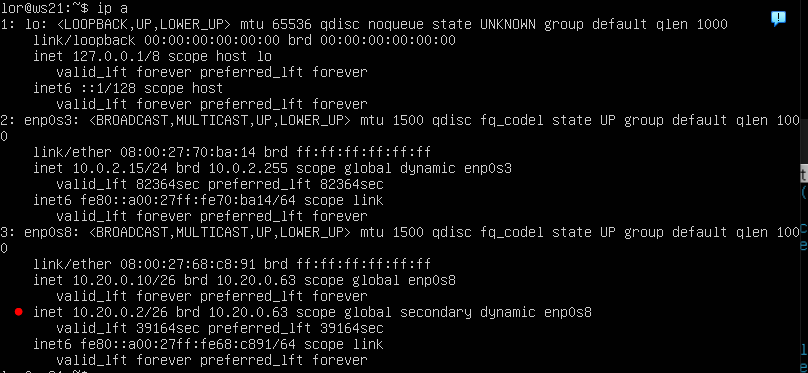 lor@ws21:~$ ip a
1: lo: <LOOPBACK,UP,LOWER_UP> mtu 65536 qdisc noqueue state UNKNOWN group default qlen 1000
    link/loopback 00:00:00:00:00:00 brd 00:00:00:00:00:00
    inet 127.0.0.1/8 scope host lo
       valid_lft forever preferred_lft forever
    inet6 ::1/128 scope host
       valid_lft forever preferred_lft forever
2: enp0s3: <BROADCAST,MULTICAST,UP,LOWER_UP> mtu 1500 qdisc fq_codel state UP group default qlen 100
0
    link/ether 08:00:27:70:ba:14 brd ff:ff:ff:ff:ff:ff
    inet 10.0.2.15/24 brd 10.0.2.255 scope global dynamic enp0s3
       valid_lft 82364sec preferred_lft 82364sec
    inet6 fe80::a00:27ff:fe70:ba14/64 scope link
       valid_lft forever preferred_lft forever
3: enp0s8: <BROADCAST,MULTICAST,UP,LOWER_UP> mtu 1500 qdisc fq_codel state UP group default qlen 100
0
    link/ether 08:00:27:68:c8:91 brd ff:ff:ff:ff:ff:ff
    inet 10.20.0.10/26 brd 10.20.0.63 scope global enp0s8
       valid_lft forever preferred_lft forever
    inet 10.20.0.2/26 brd 10.20.0.63 scope global secondary dynamic enp0s8
       valid_lft 39164sec preferred_lft 39164sec
    inet6 fe80::a00:27ff:fe68:c891/64 scope link
       valid_lft forever preferred_lft forever
lor@ws21:~$